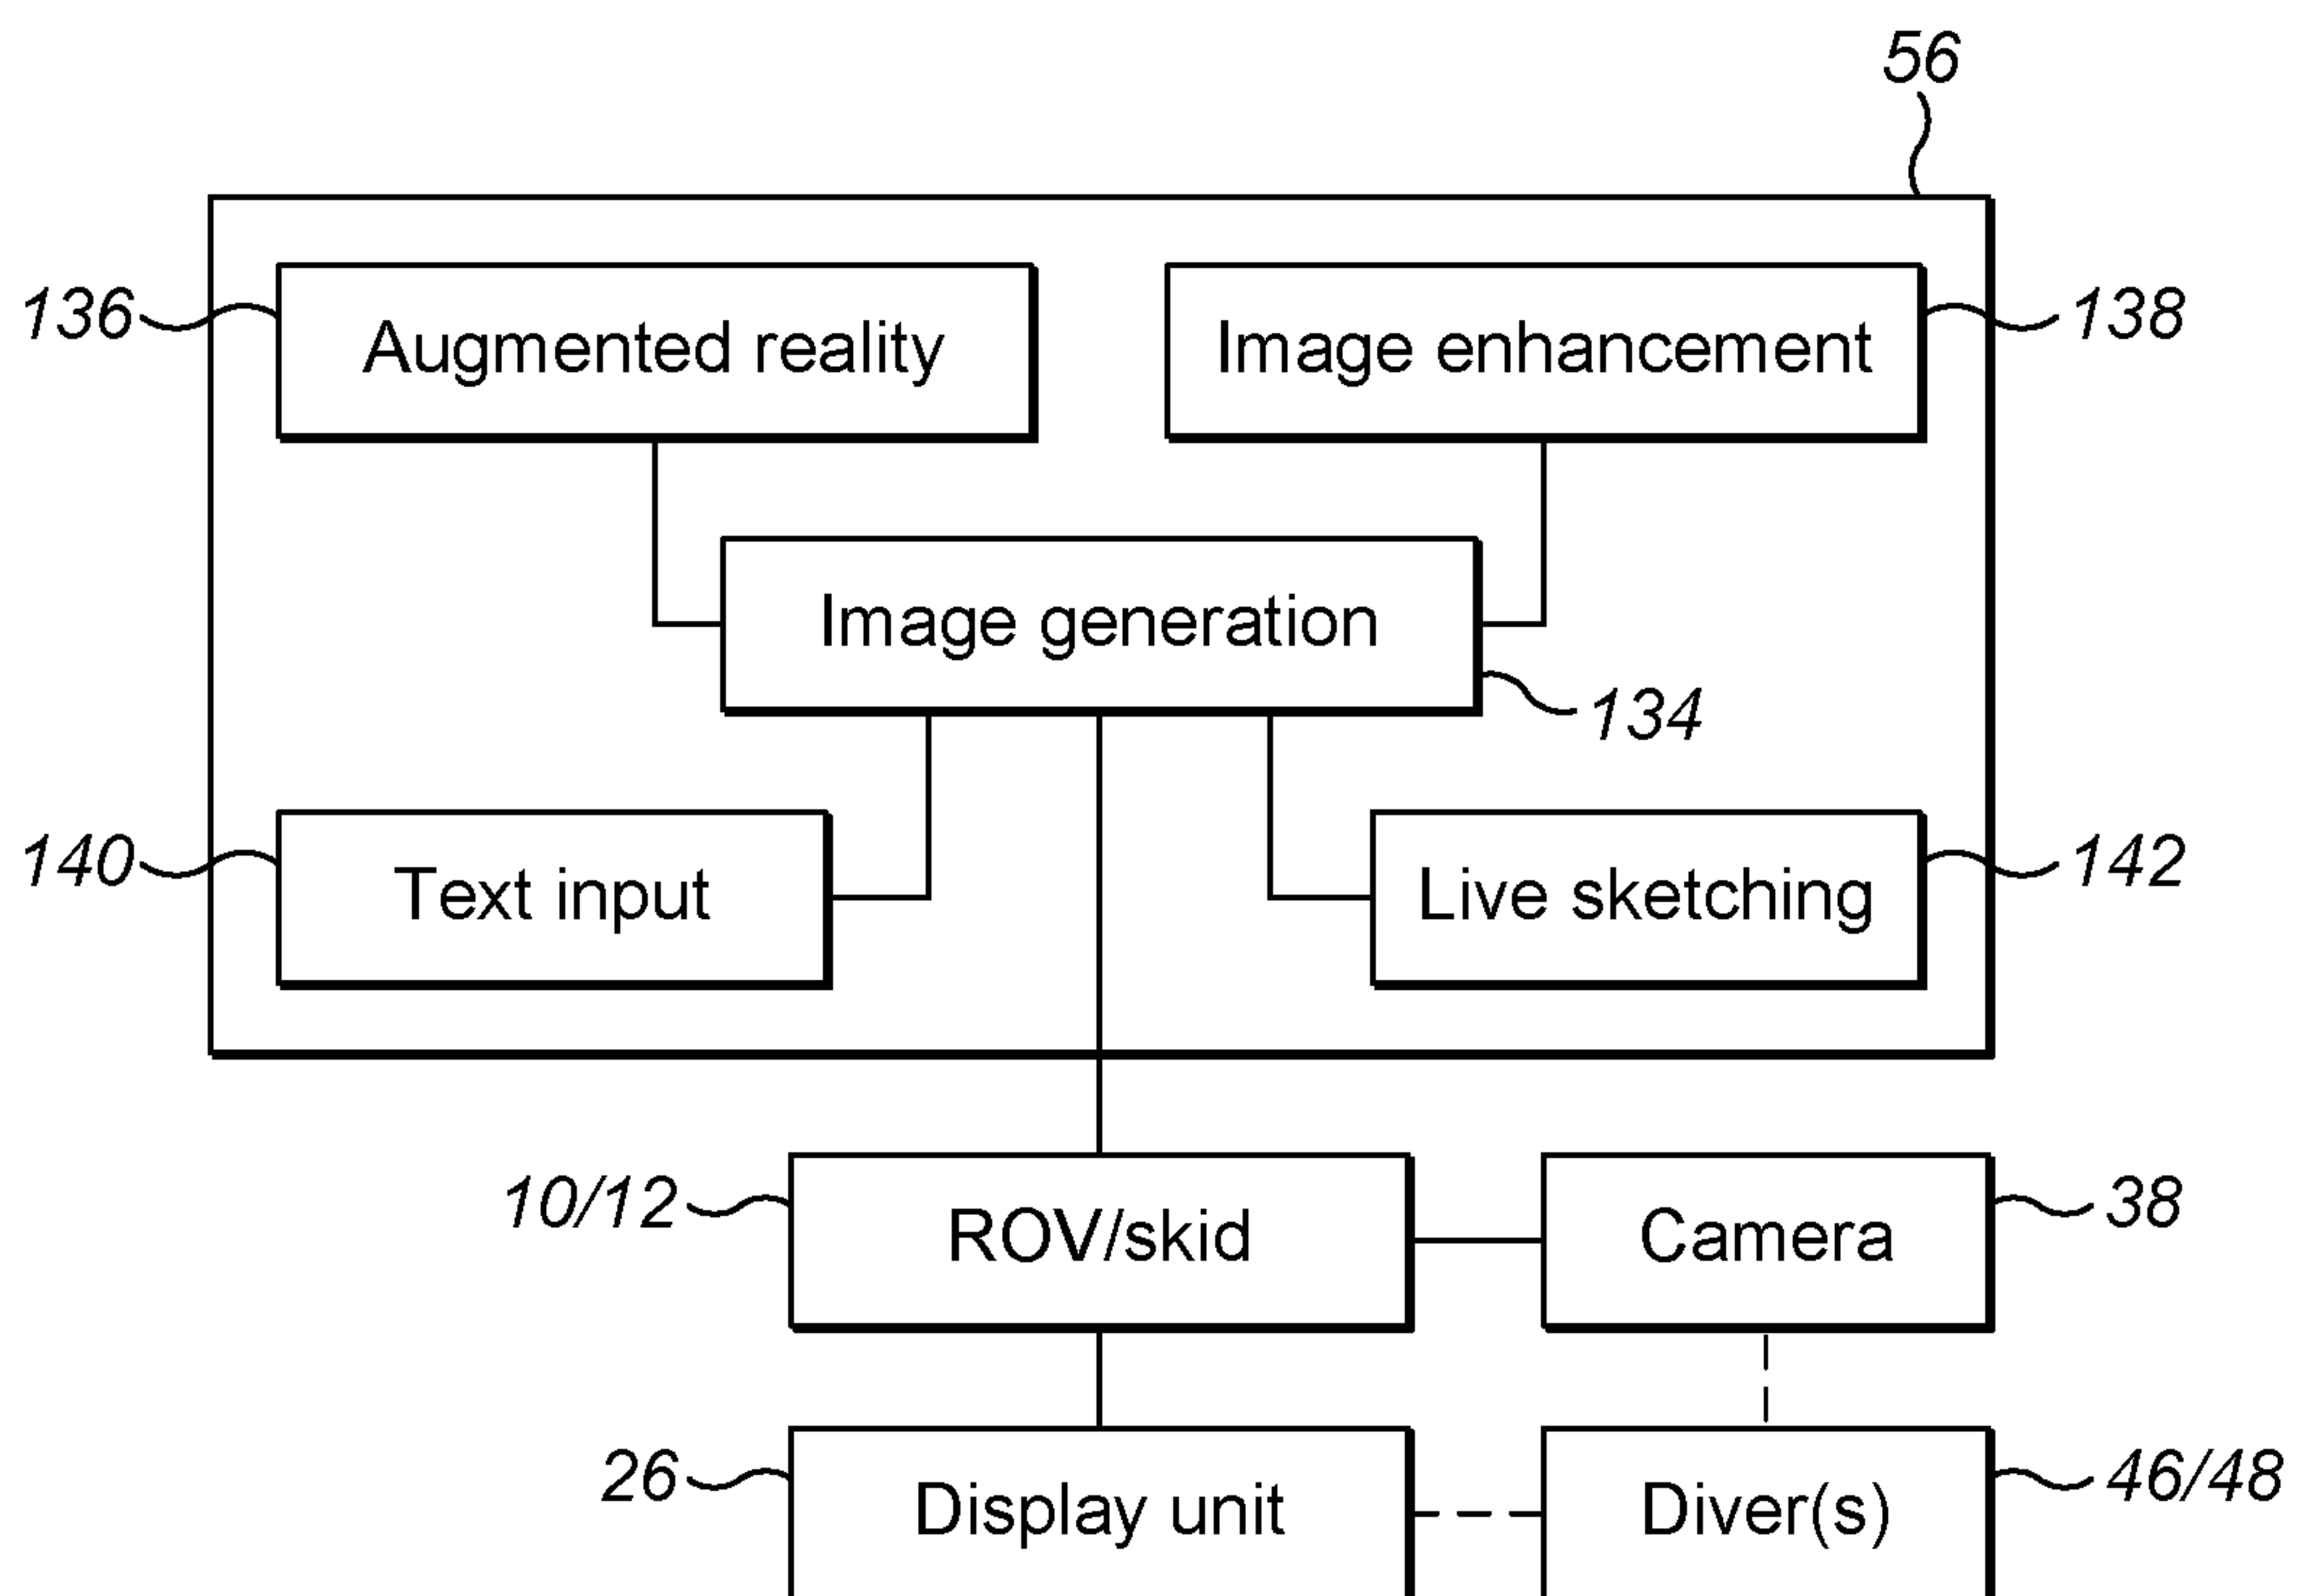 56
136
Augmented reality
Image enhancement
138
Image generation
134
140
Text input
Live sketching
142
10/12
ROV/skid
Camera
38
26
Display unit
Diver(s)
46/48